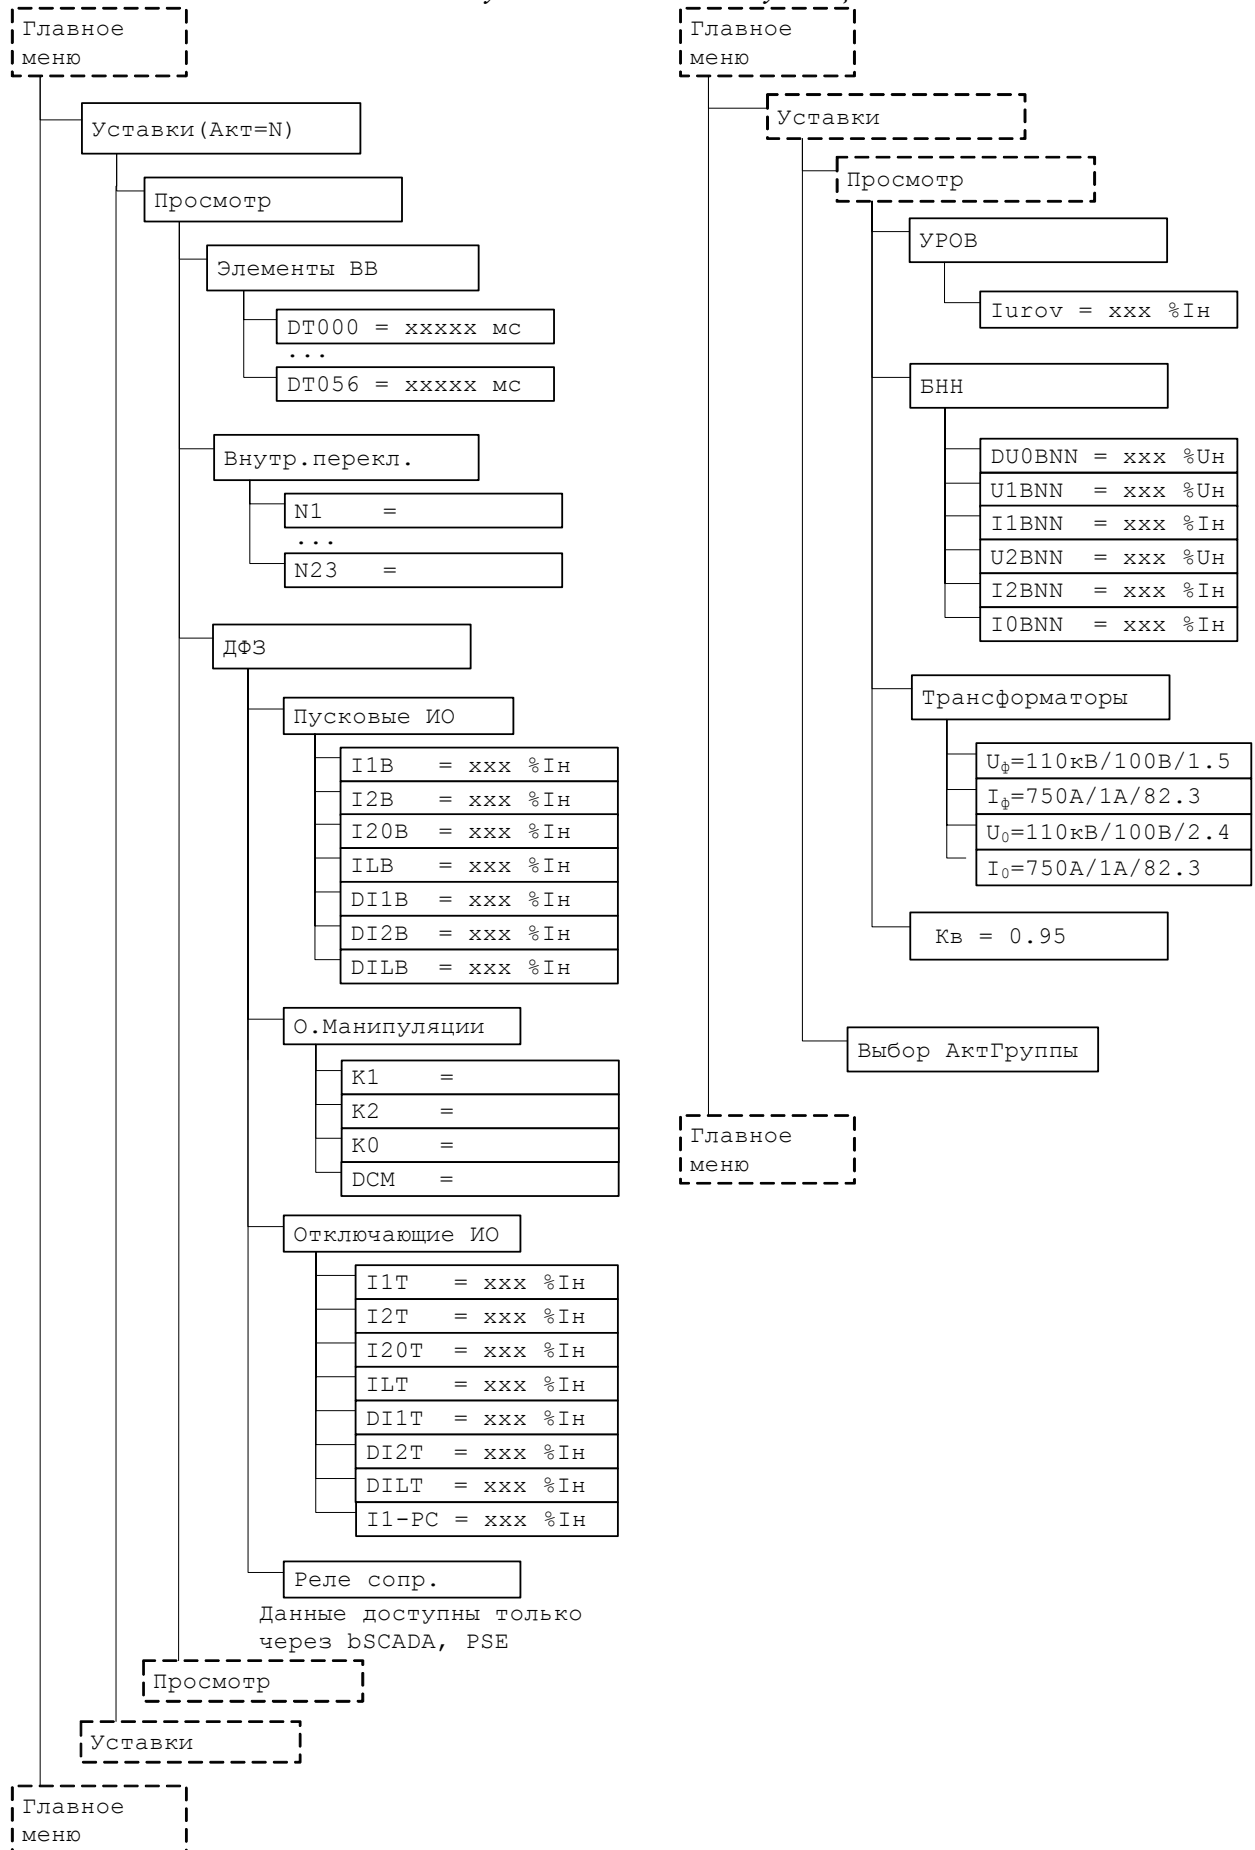 Главное
меню
Уставки(Акт=N)
Просмотр
Элементы ВВ
DT000 = xxxxx мс
...
DT056 = xxxxx мс
Внутр.перекл.
N1 =
...
N23 =
ДФЗ
Пусковые ИО
I1B = xxx %Iн
I2B = xxx %Iн
I20B = xxx %Iн
ILB = xxx %Iн
DI1B = xxx %Iн
DI2B = xxx %Iн
DILB = xxx %Iн
О.Манипуляции
K1 =
K2 =
K0 =
DCM =
Отключающие ИО
I1T = xxx %Iн
I2T = xxx %Iн
I20T = xxx %Iн
ILT = xxx %Iн
DI1T = xxx %Iн
DI2T = xxx %Iн
DILT = xxx %Iн
I1-PC = xxx %Iн
Реле сопр.
Данные доступны только
через bSCADA, PSE
Просмотр
Уставки
Главное
меню
Главное
меню
Уставки
Просмотр
УРОВ
Iurov = xxx %Iн
БНН
DU0BNN = xxx %Uн
U1BNN = xxx %Uн
I1BNN = xxx %Iн
U2BNN = xxx %Uн
I2BNN = xxx %Iн
I0BNN = xxx %Iн
Трансформаторы
Uф=110кВ/100В/1.5
Iф=750А/1А/82.3
U0=110кВ/100В/2.4
I0=750А/1А/82.3
Кв = 0.95
Выбор АктГруппы
Главное
меню